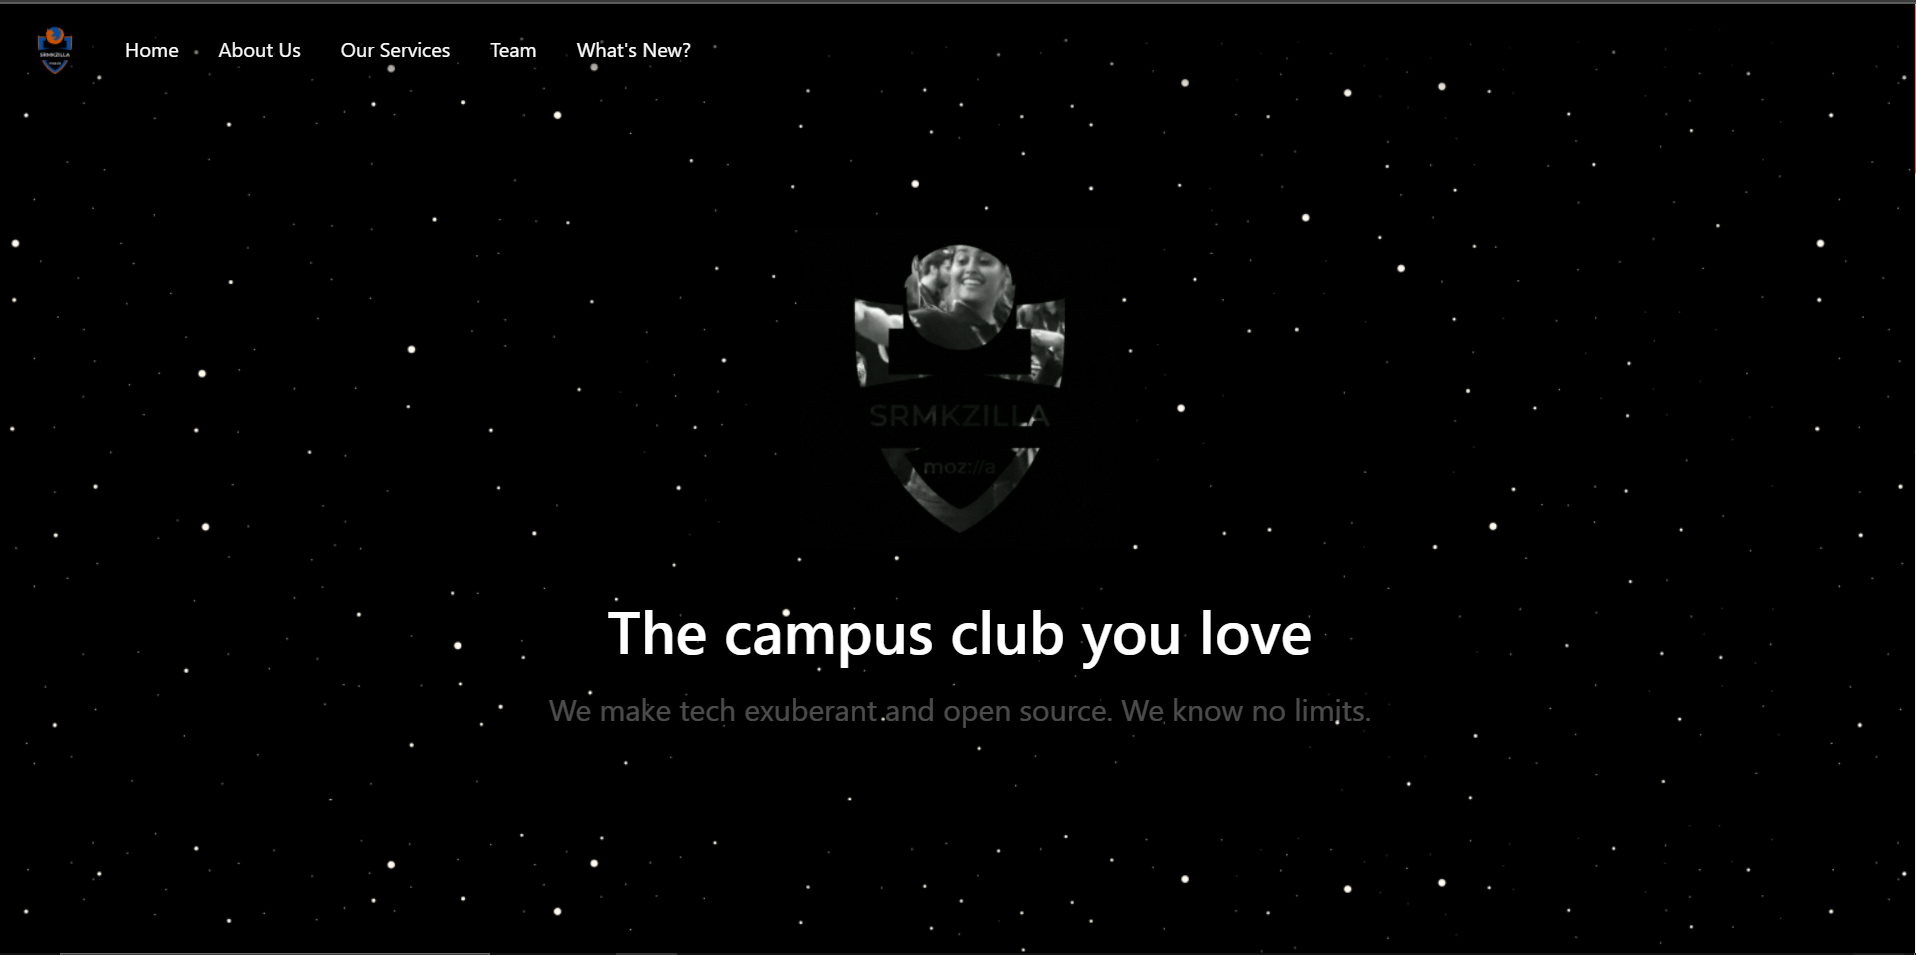 SRMKZILLA
Home
About Us
Our Services
Team
What's New?
SRMKZILLA
moz://a
The campus club you love
We make tech exuberant and open source. We know no limits.